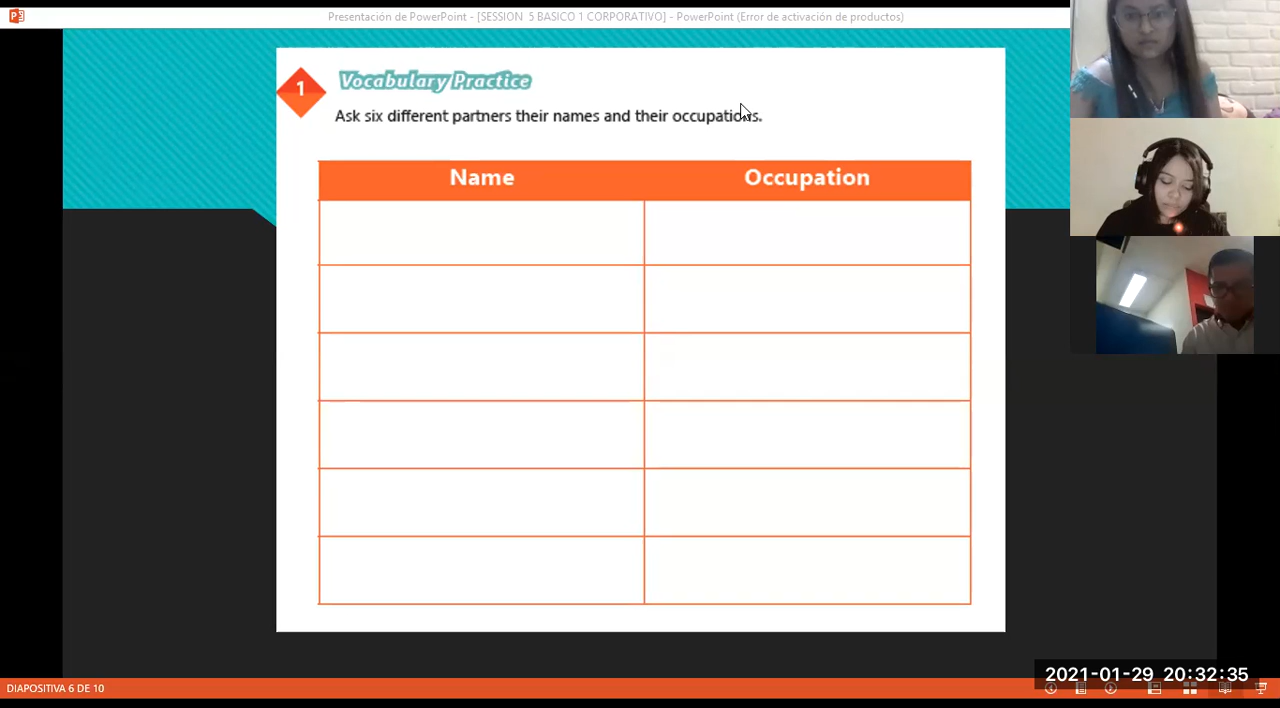 Presentación de PowerPoint - [SESSION 5 BASICO 1 CORPORATIVO] - PowerPoint (Error de activación de productos)
1
Vocabulary Practice
Ask six different partners their names and their occupations.
Name Occupation
2021-01-29 20:32:35
DIAPOSITIVA 6 DE 10